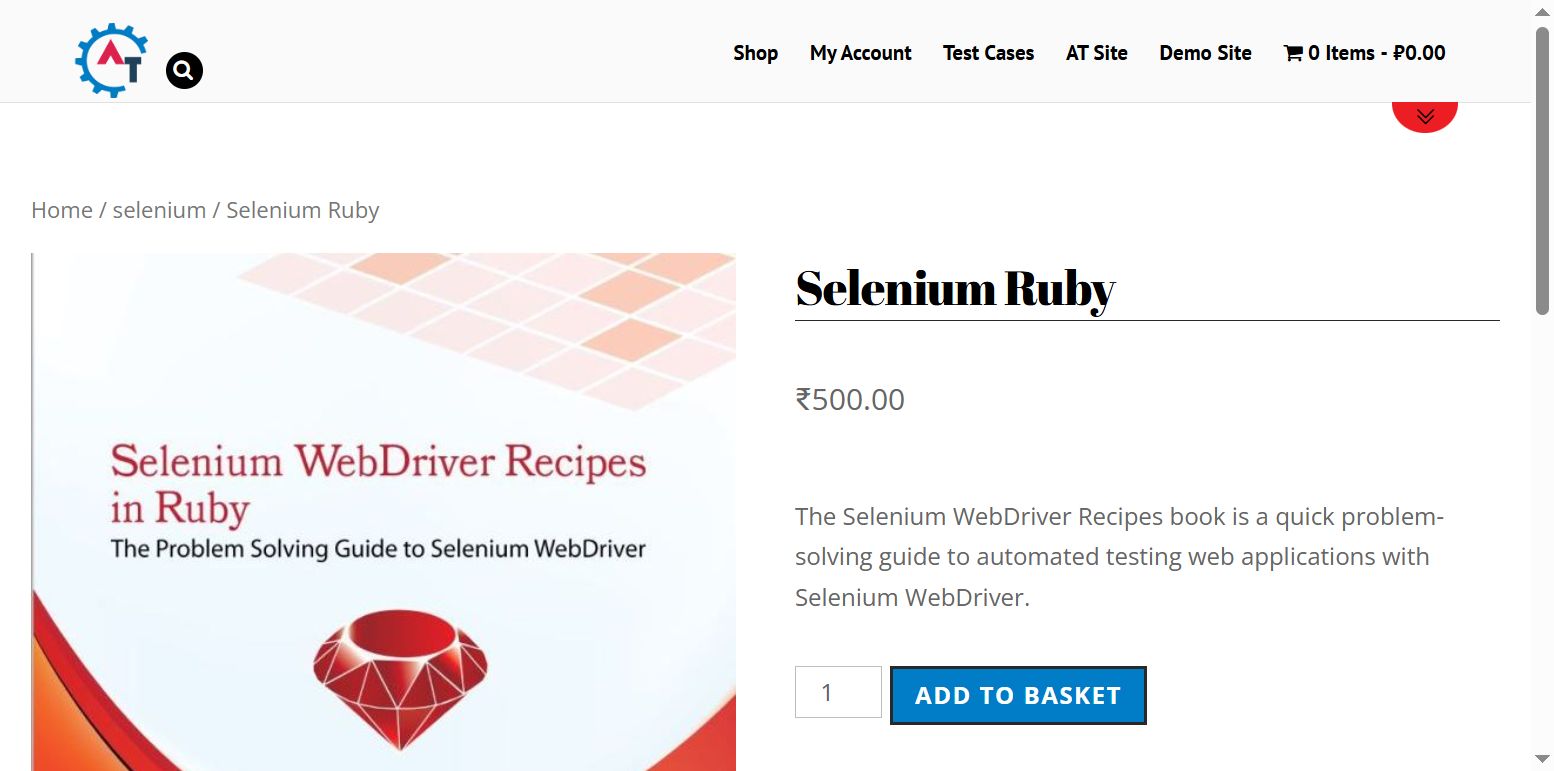 AT
Shop
My Account
Test Cases
AT Site
Demo Site
0 Items - ₽0.00
Home / selenium / Selenium Ruby
Selenium WebDriver Recipes
in Ruby
The Problem Solving Guide to Selenium WebDriver
Selenium Ruby
₹500.00
The Selenium WebDriver Recipes book is a quick problem-
solving guide to automated testing web applications with
Selenium WebDriver.
1
ADD TO BASKET